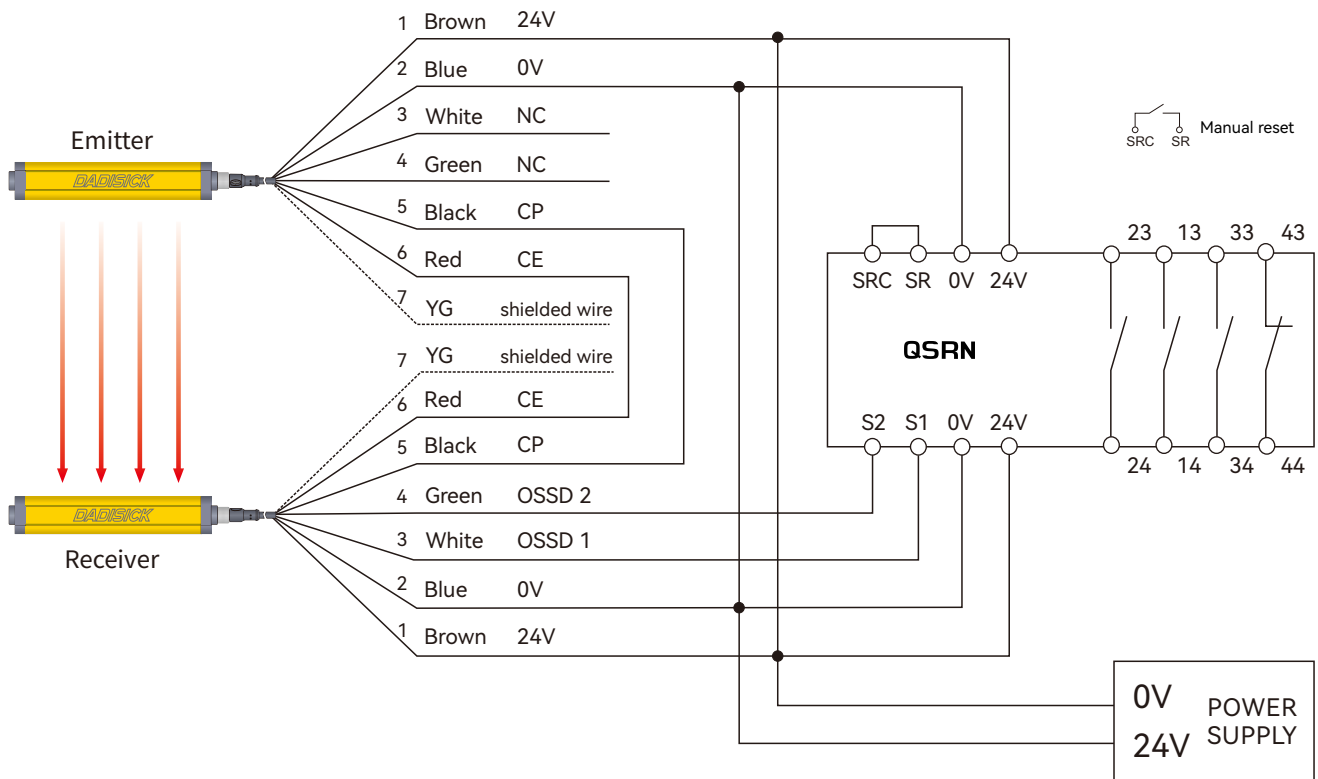 1 Brown 24V
2 Blue 0V
3 White NC
4 Green NC
5 Black CP
6 Red CE
7 YG shielded wire
Emitter
DADISICK
7 YG shielded wire
6 Red CE
5 Black CP
4 Green OSSD 2
3 White OSSD 1
2 Blue 0V
1 Brown 24V
DADISICK
Receiver
SRC SR Manual reset
23 13 33 43
SRC SR 0V 24V
QSRN
S2 S1 0V 24V
24 14 34 44
0V
24V
POWER
SUPPLY